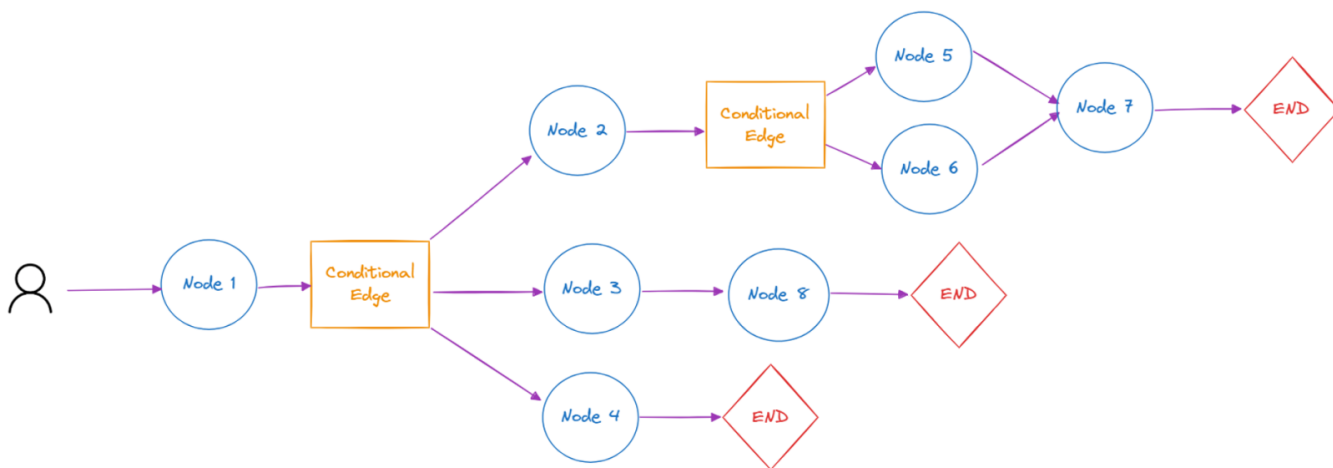 Node 5
Node 7
END
Conditional
Edge
Node 2
Node 6
Node 1
Conditional
Edge
Node 3
Node 8
END
Node 4
END